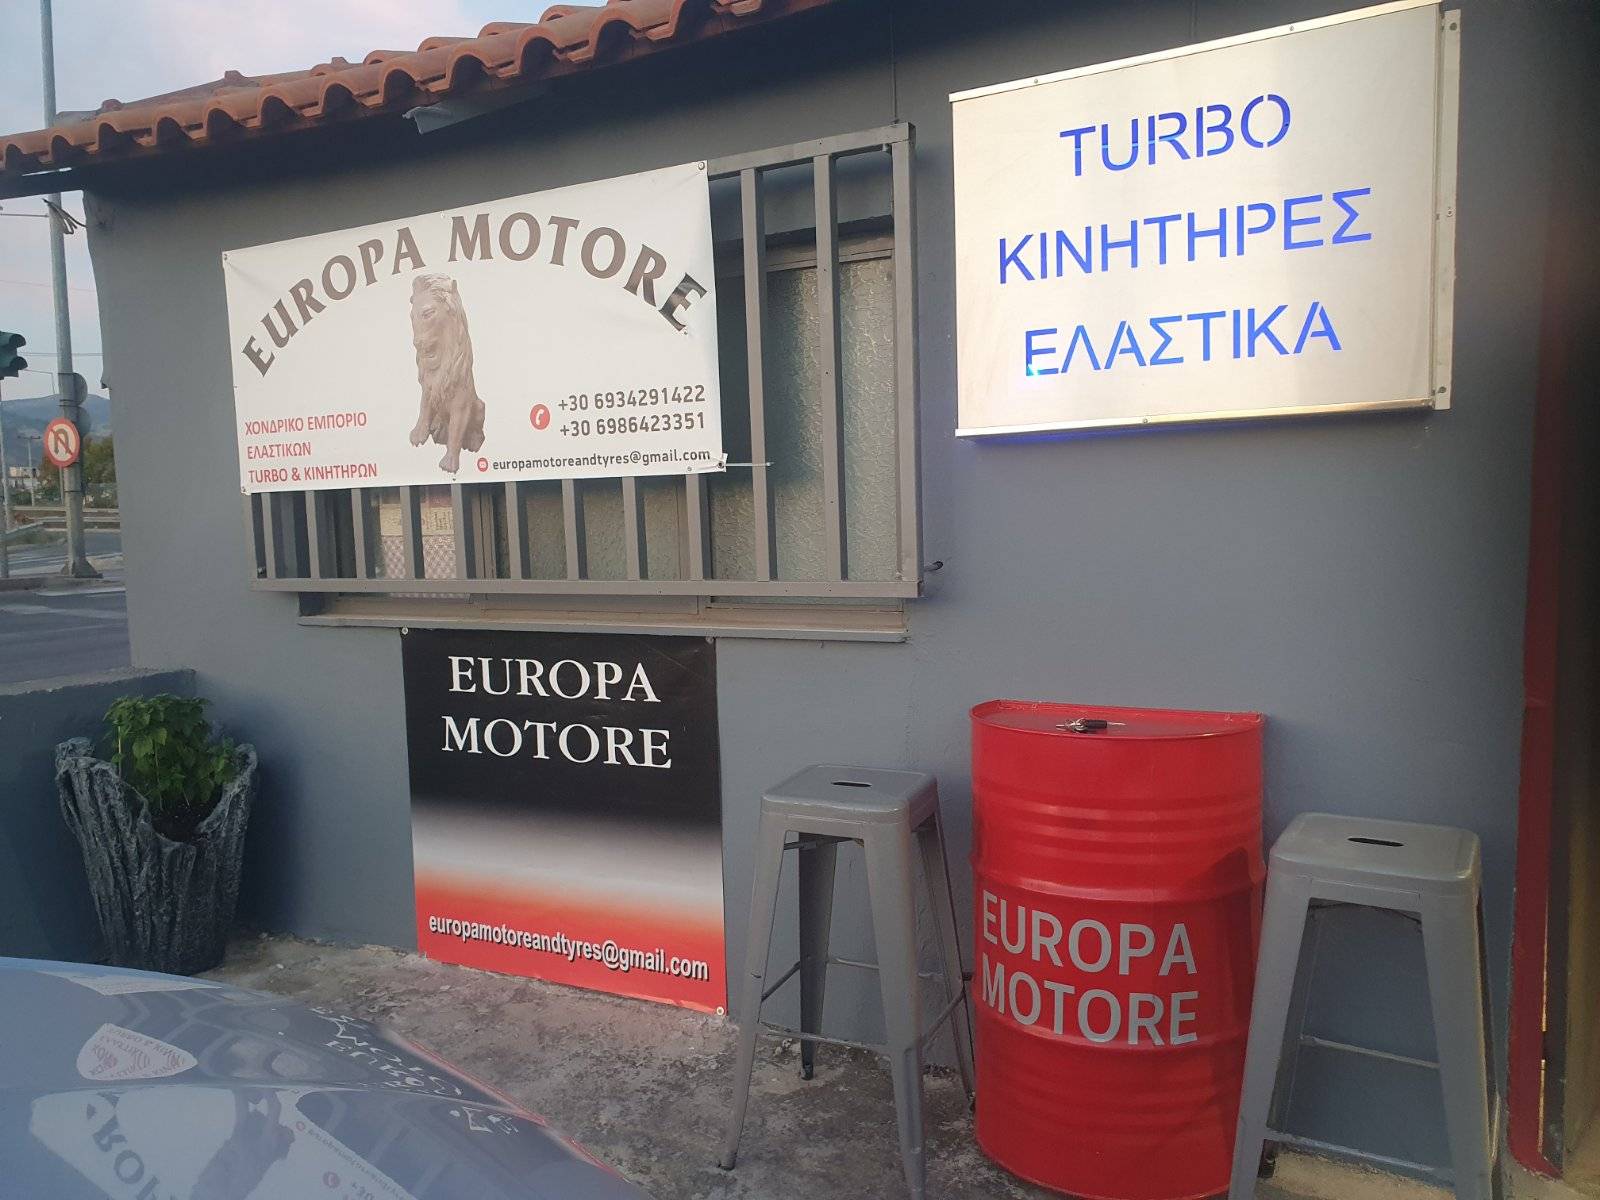 EUROPA MOTORE
ΧΟΝΔΡΙΚΟ ΕΜΠΟΡΙΟ
ΕΛΑΣΤΙΚΩΝ
TURBO & ΚΙΝΗΤΗΡΩΝ
+30 6934291422
+30 6986423351
europamotoreandtyres@gmail.com
TURBO
ΚΙΝΗΤΗΡΕΣ
ΕΛΑΣΤΙΚΑ
EUROPA
MOTORE
europamotoreandtyres@gmail.com
EUROPA
MOTORE